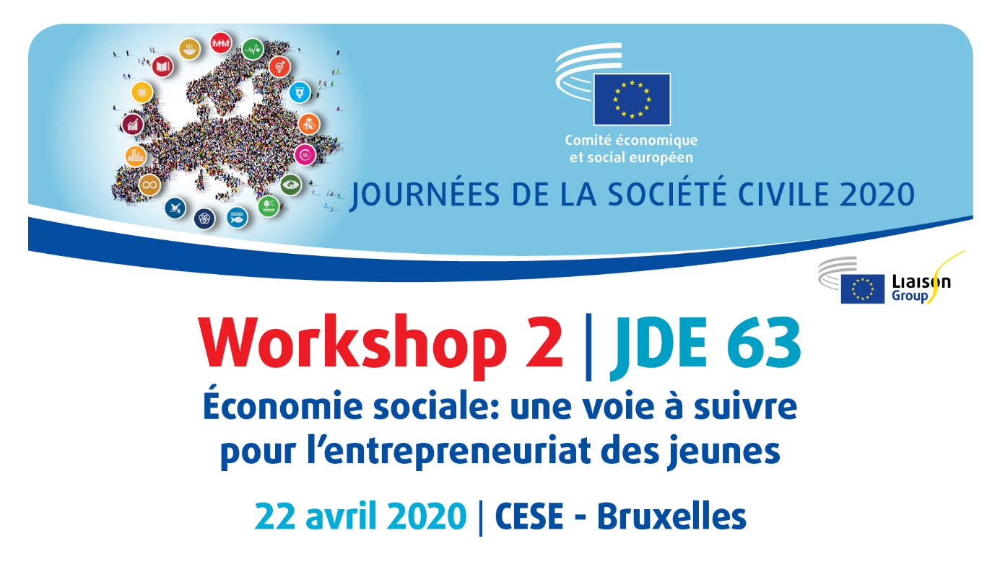 Comité économique
et social européen
JOURNÉES DE LA SOCIÉTÉ CIVILE 2020
Liaison
Group
Workshop 2 | JDE 63
Économie sociale: une voie à suivre
pour l’entrepreneuriat des jeunes
22 avril 2020 | CESE - Bruxelles